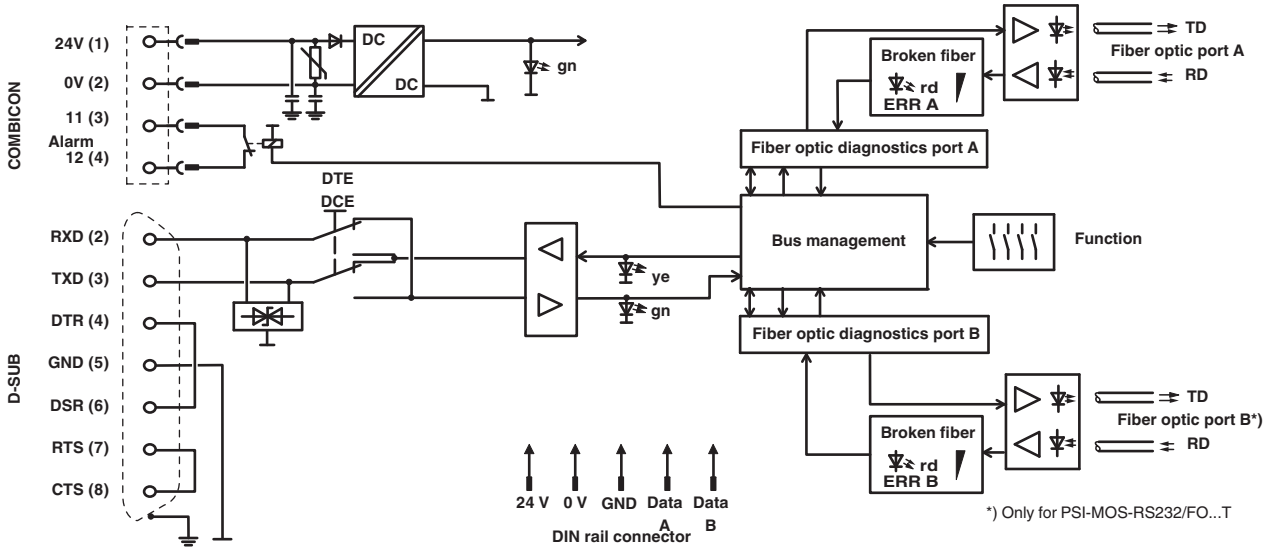 COMBICON
24V (1)
0V (2)
11 (3)
Alarm
12 (4)
DC
DC
gn
D-SUB
RXD (2)
TXD (3)
DTR (4)
GND (5)
DSR (6)
RTS (7)
CTS (8)
DTE
DCE
ye
gn
Broken fiber
rd
ERR A
TD
Fiber optic port A
RD
Fiber optic diagnostics port A
Bus management
Function
Fiber optic diagnostics port B
Broken fiber
rd
ERR B
TD
Fiber optic port B*)
RD
24 V
0 V
GND
Data
A
Data
B
DIN rail connector
*) Only for PSI-MOS-RS232/FO...T